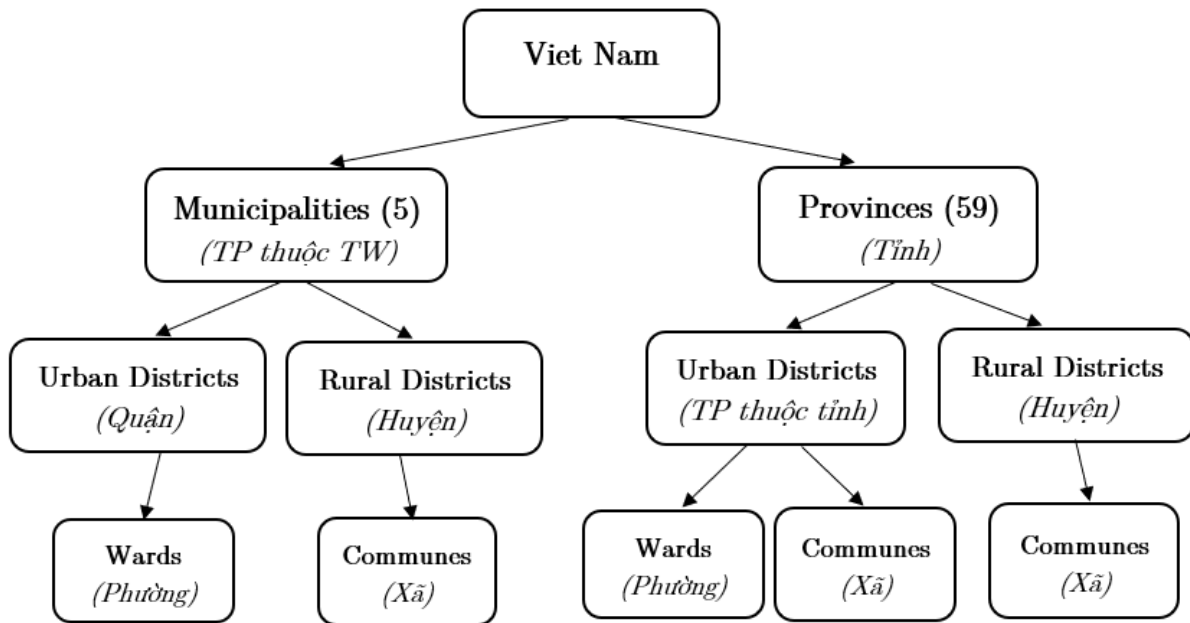 Viet Nam
Municipalities (5)
(TP thuộc TW)
Provinces (59)
(Tỉnh)
Urban Districts
(Quận)
Rural Districts
(Huyện)
Urban Districts
(TP thuộc tỉnh)
Rural Districts
(Huyện)
Wards
(Phường)
Communes
(Xã)
Wards
(Phường)
Communes
(Xã)
Communes
(Xã)